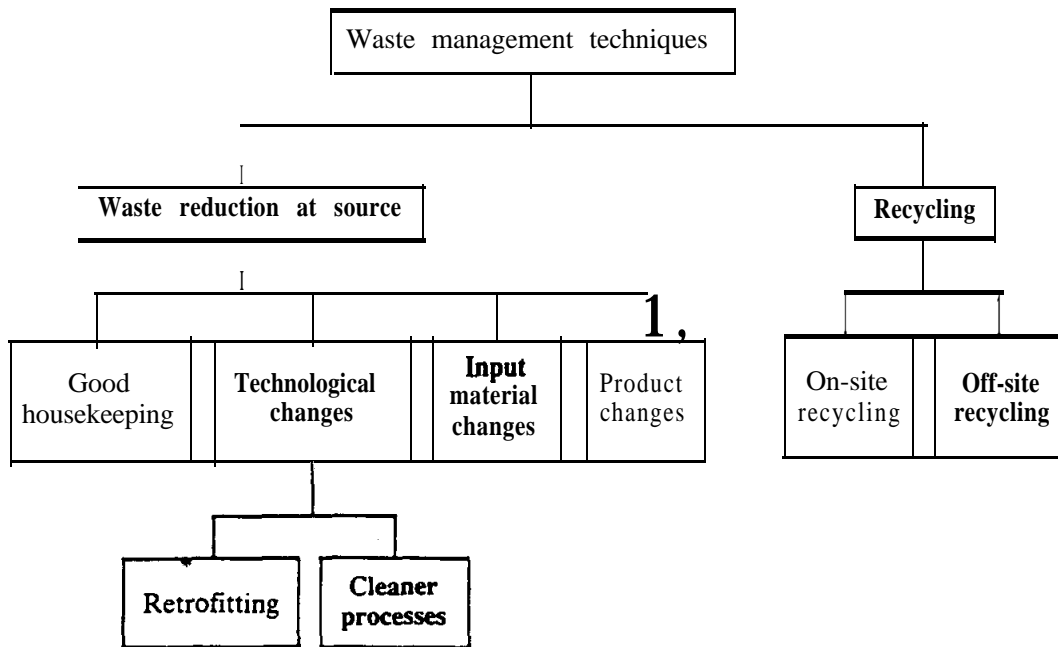 Waste management techniques
Waste reduction at source
Recycling
1,
Good
housekeeping
Technological
changes
Input
material
changes
Product
changes
On-site
recycling
Off-site
recycling
Retrofitting
Cleaner
processes